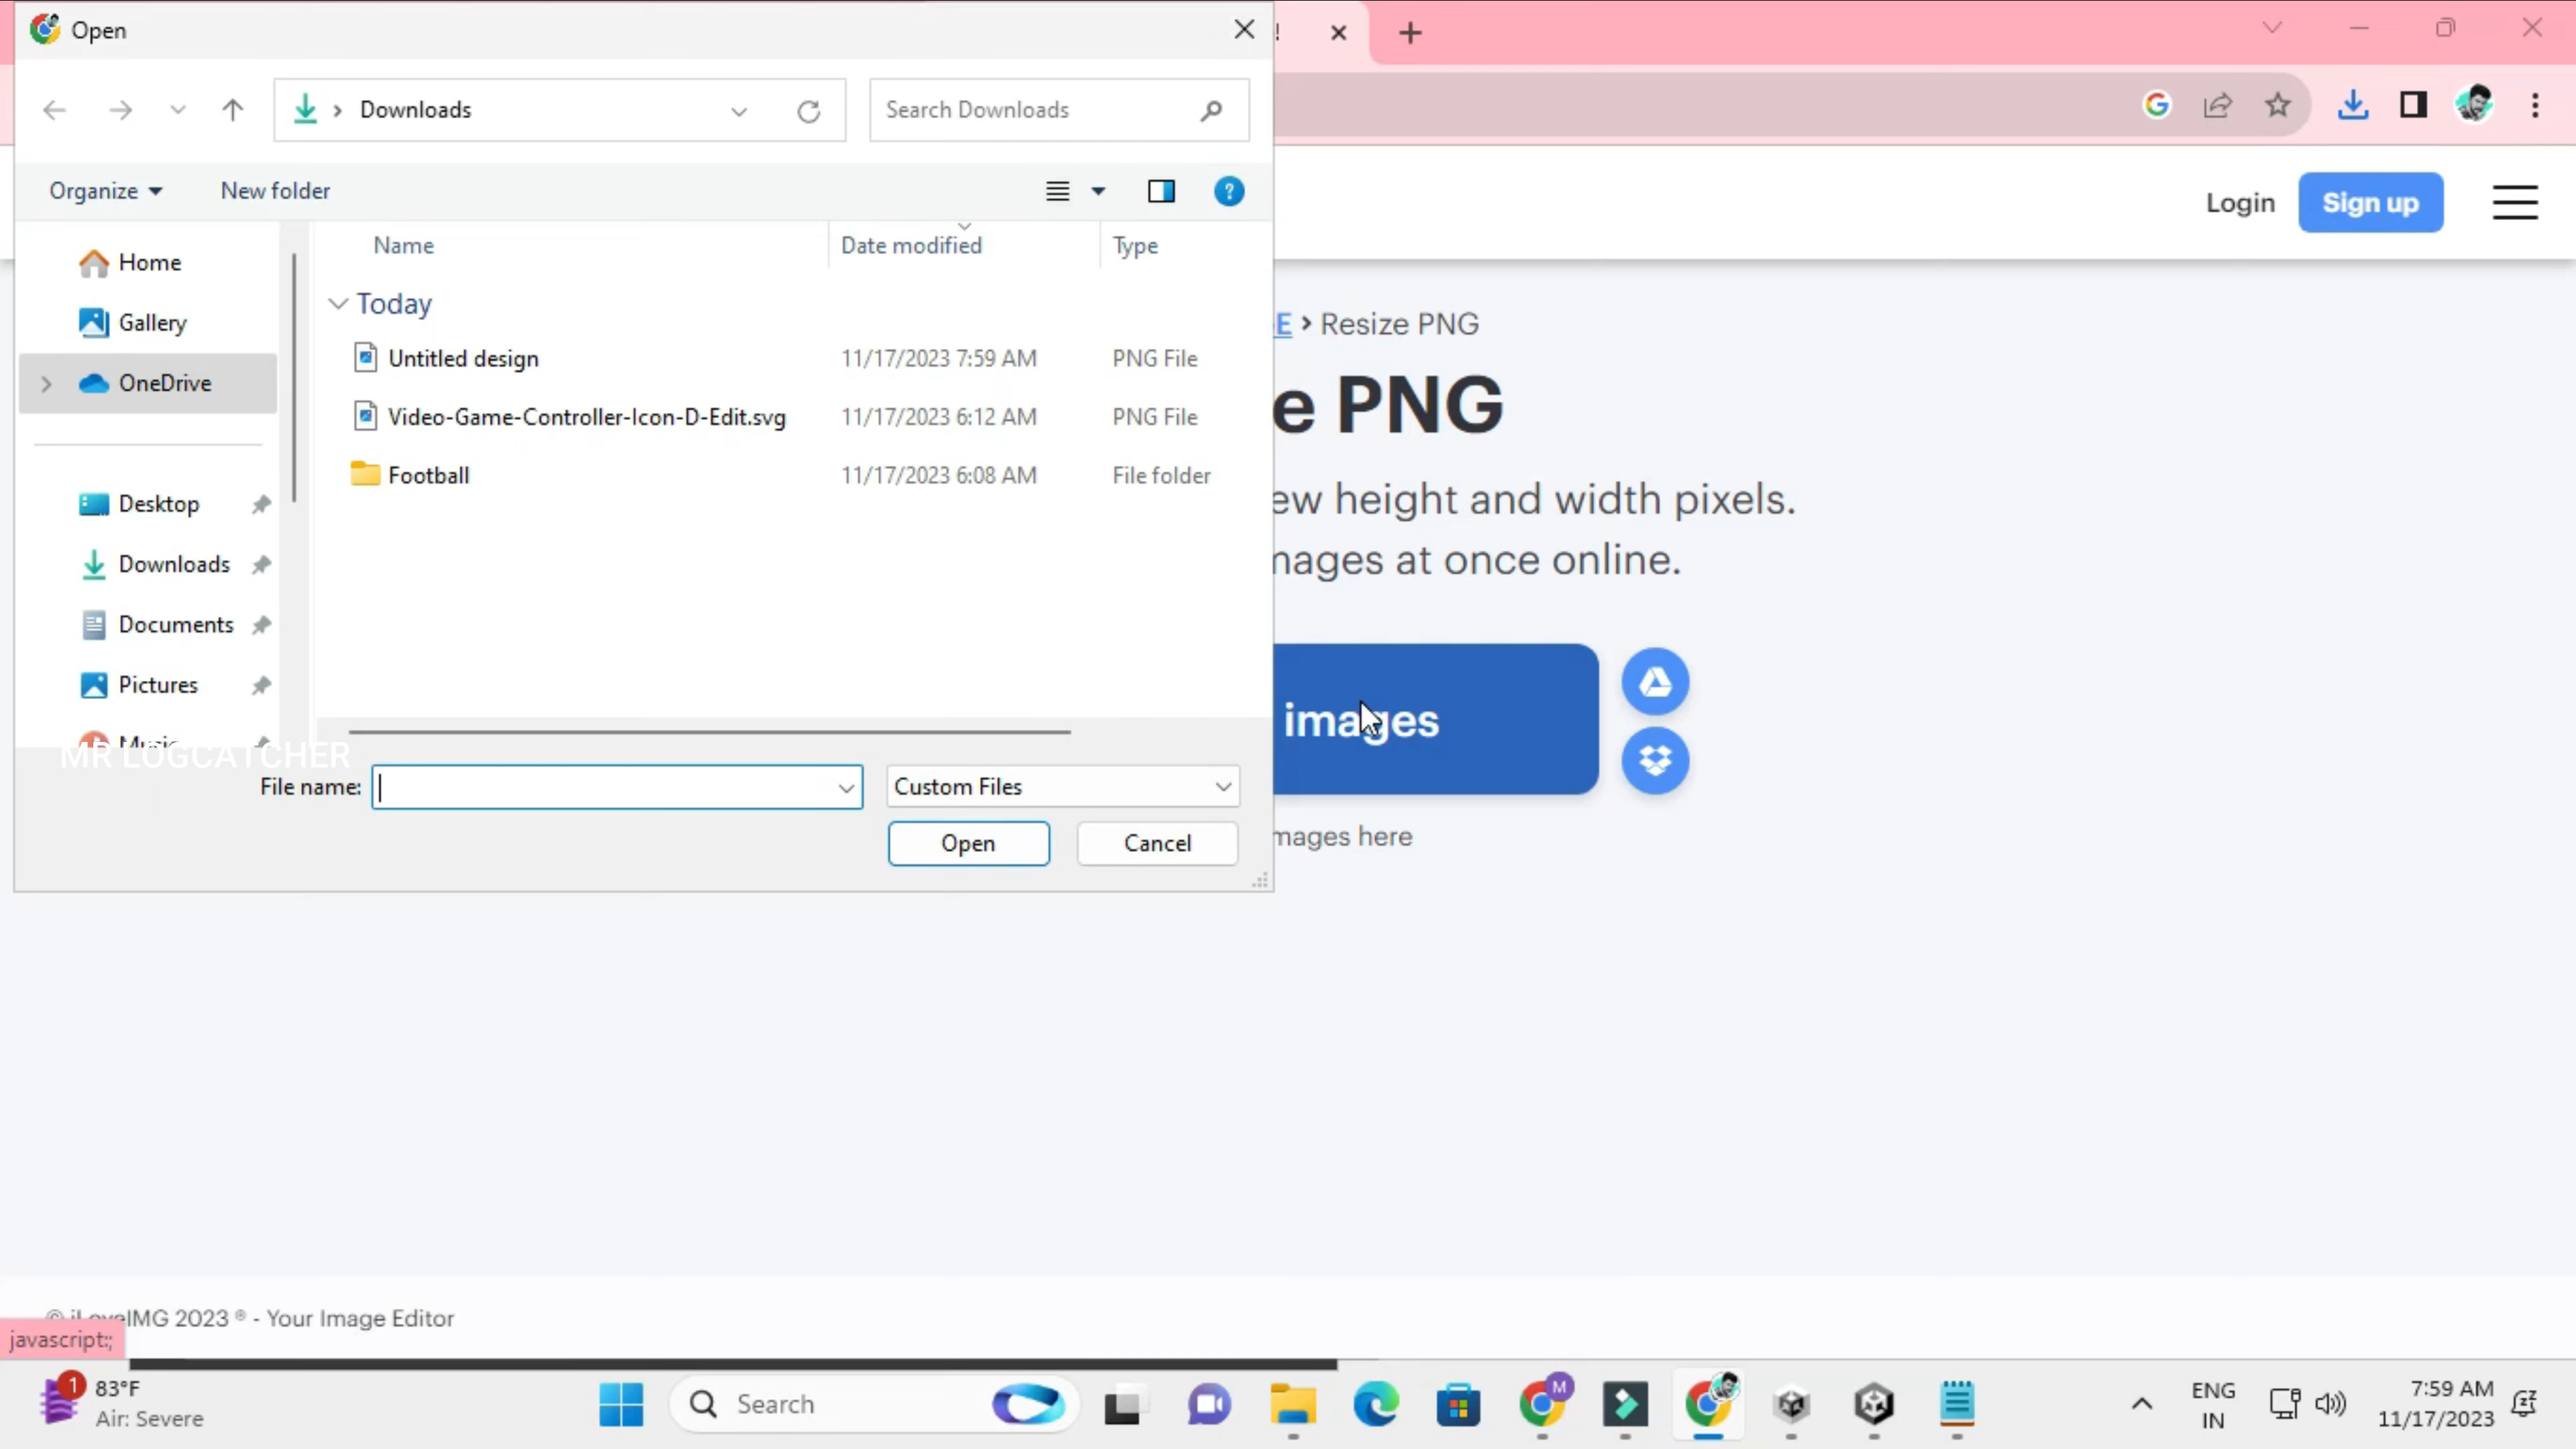 Open
!
Downloads
Search Downloads
Organize
New folder
?
Login
Sign up
Home
Gallery
OneDrive
Desktop
Downloads
Documents
Pictures
Name
Date modified
Type
Today
Untitled design
11/17/2023 7:59 AM
PNG File
Video-Game-Controller-Icon-D-Edit.svg
11/17/2023 6:12 AM
PNG File
Football
11/17/2023 6:08 AM
File folder
MR LOGCATCHER
File name:
Custom Files
Open
Cancel
E > Resize PNG
e PNG
ew height and width pixels.
mages at once online.
images
mages here
© iLoveIMG 2023 ® - Your Image Editor
javascript:;
1
83°F
Air: Severe
Search
M
ENG
IN
7:59 AM
11/17/2023